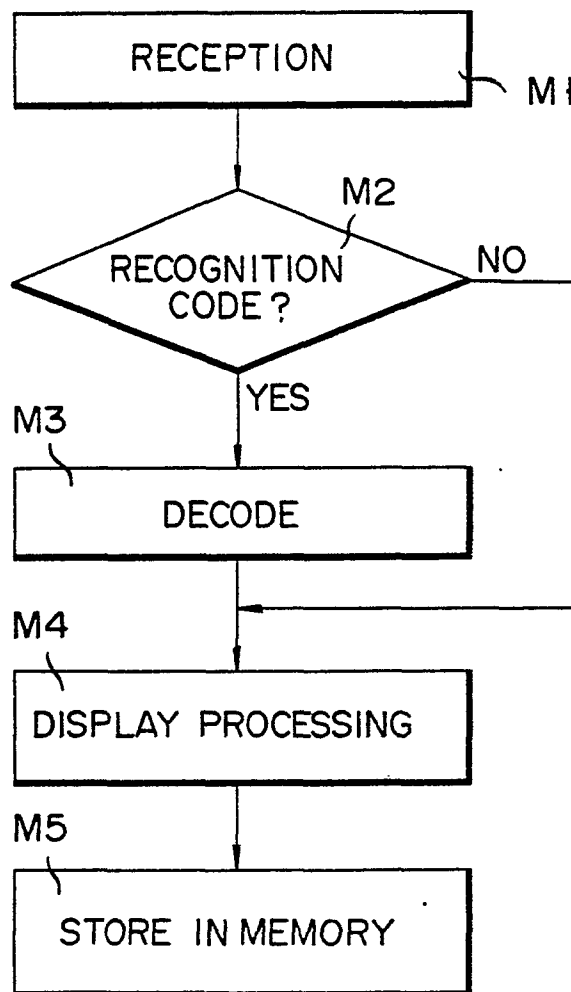 RECEPTION
M1
M2
RECOGNITION
CODE?
NO
YES
M3
DECODE
M4
DISPLAY PROCESSING
M5
STORE IN MEMORY